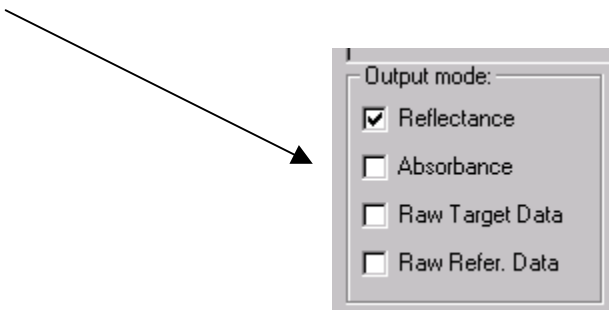 Output mode:
Reflectance
Absorbance
Raw Target Data
Raw Refer. Data